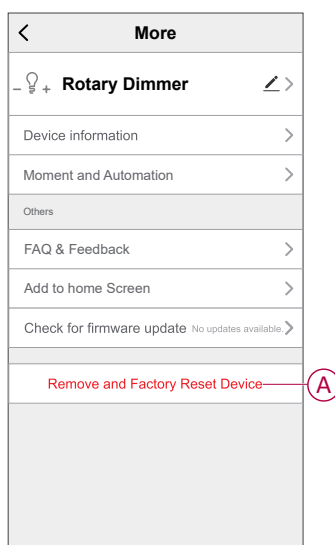 More
Rotary Dimmer
Device information
Moment and Automation
Others
FAQ & Feedback
Add to home Screen
Check for firmware update No updates available.
Remove and Factory Reset Device
A